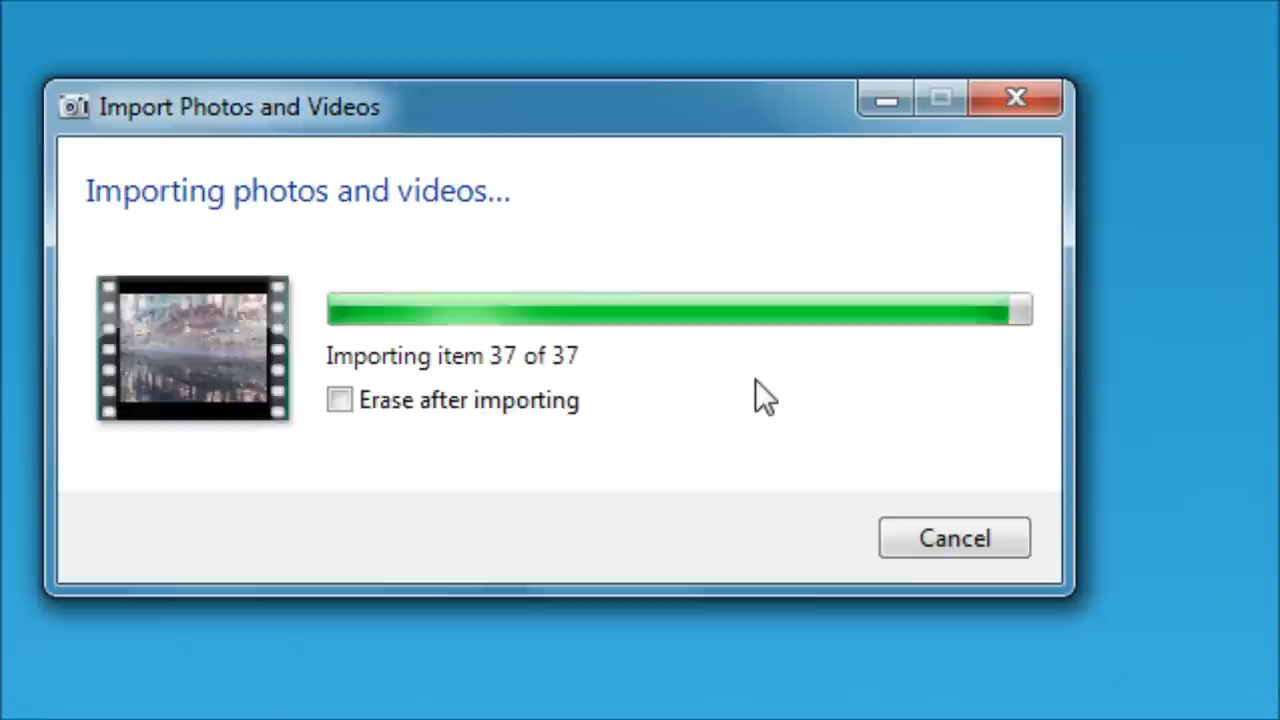 Import Photos and Videos
Importing photos and videos...
Importing item 37 of 37
Erase after importing
Cancel